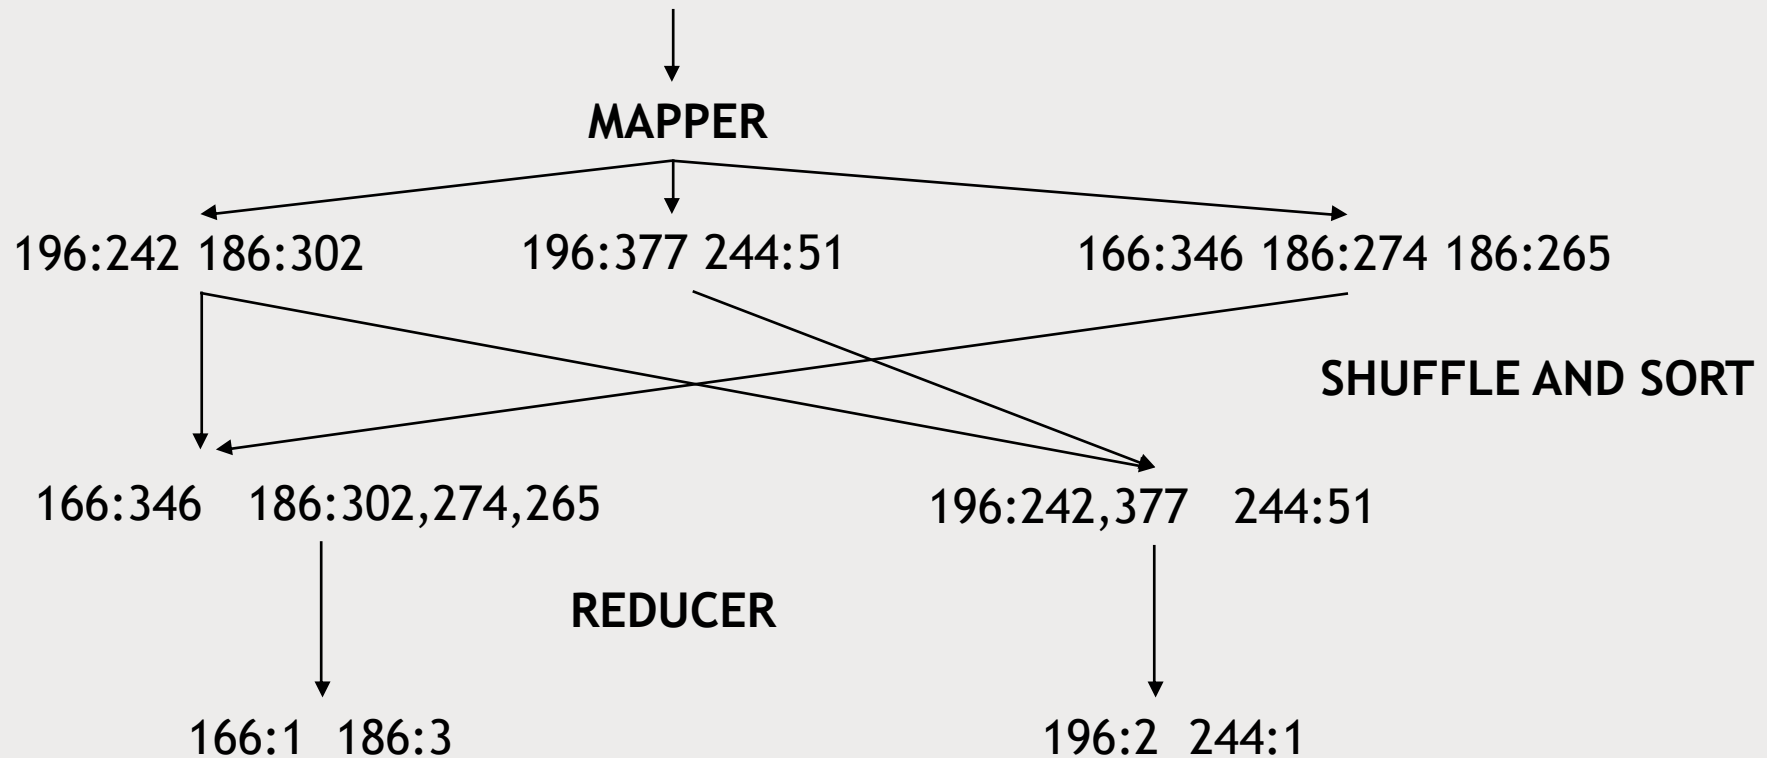 MAPPER
196:242 186:302 196:377 244:51 166:346 186:274 186:265
SHUFFLE AND SORT
166:346 186:302,274,265 196:242,377 244:51
REDUCER
166:1 186:3 196:2 244:1